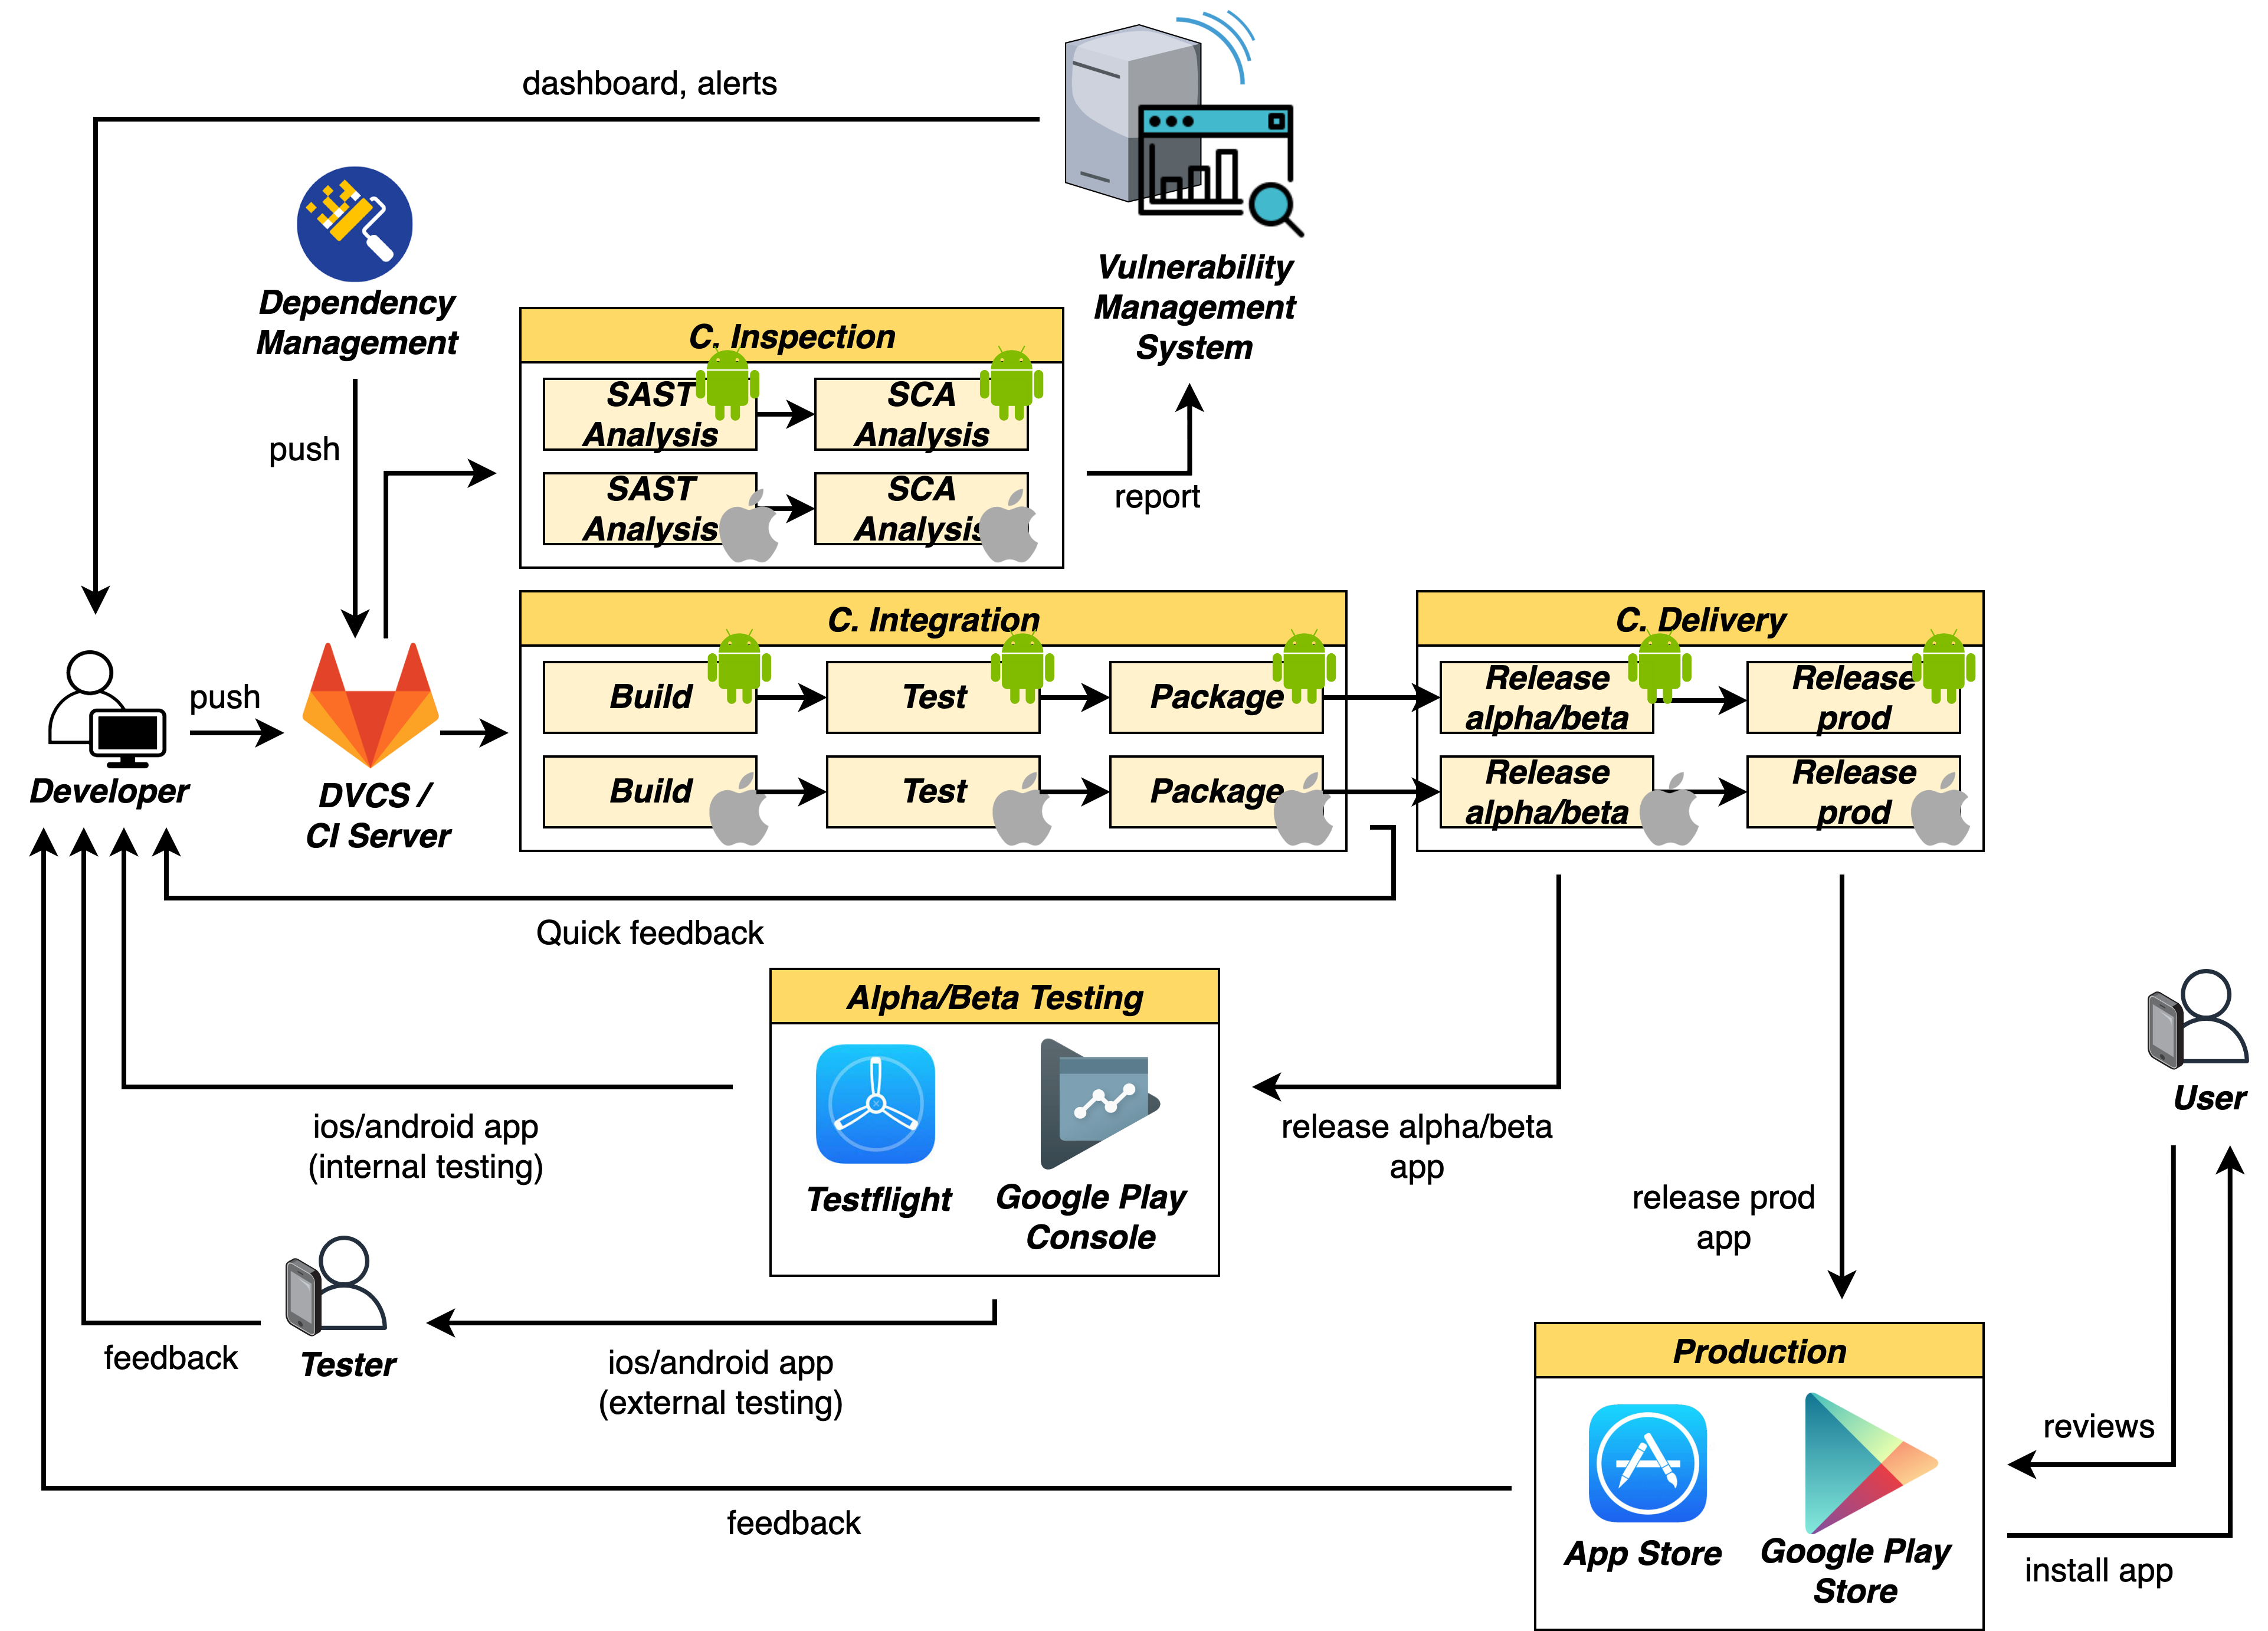 dashboard, alerts
Dependency
Management
Vulnerability
Management
System
C. Inspection
SAST
Analysis
SCA
Analysis
SAST
Analysis
SCA
Analysis
push
report
C. Integration
C. Delivery
Build
Test
Package
Release
alpha/beta
Release
prod
Build
Test
Package
Release
alpha/beta
Release
prod
push
Developer
DVCS /
CI Server
Quick feedback
Alpha/Beta Testing
Testflight
Google Play
Console
ios/android app
(internal testing)
release alpha/beta
app
release prod
app
User
feedback
Tester
ios/android app
(external testing)
Production
App Store
Google Play
Store
reviews
install app
feedback